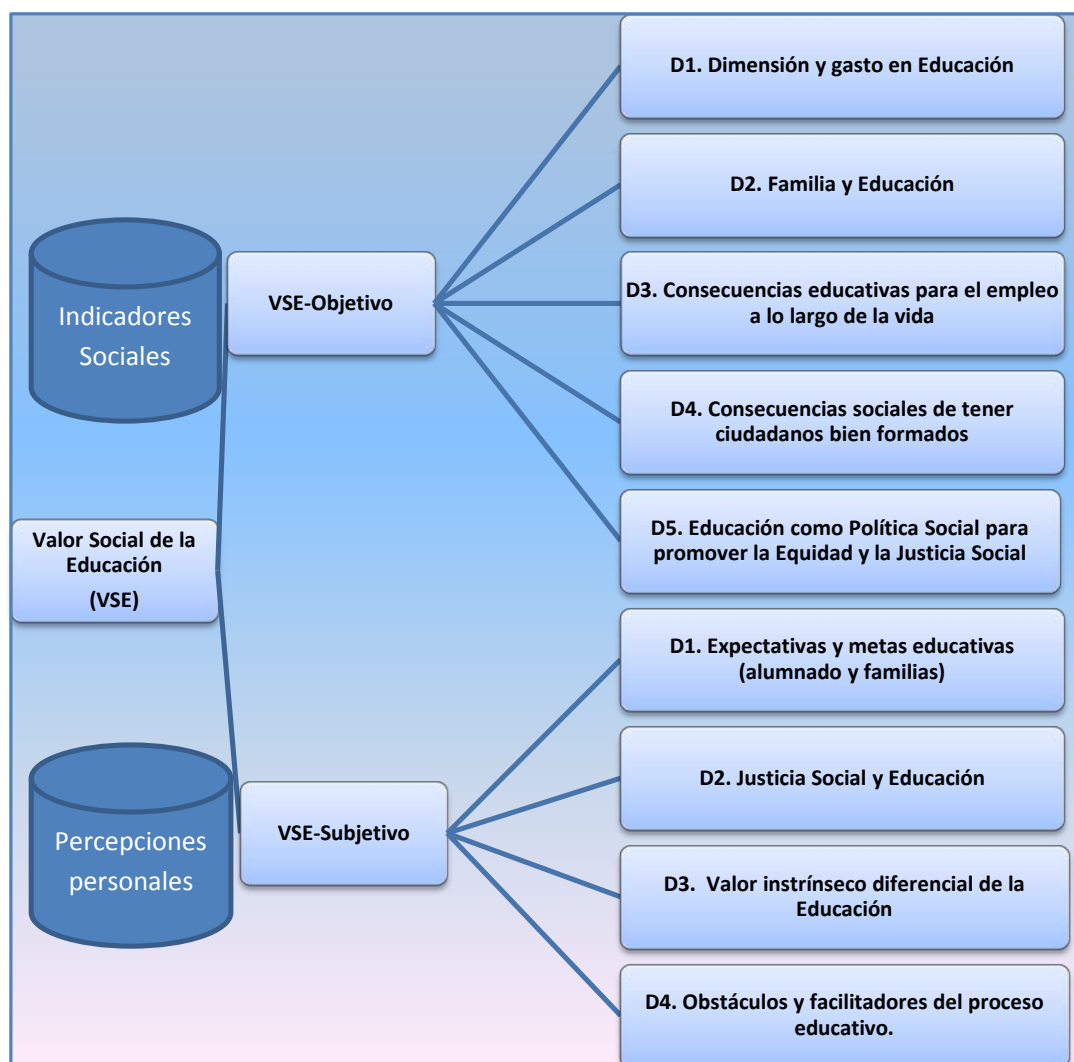 D1. Dimensión y gasto en Educación
D2. Familia y Educación
Indicadores
Sociales
VSE-Objetivo
D3. Consecuencias educativas para el empleo
a lo largo de la vida
D4. Consecuencias sociales de tener
ciudadanos bien formados
Valor Social de la
Educación
(VSE)
D5. Educación como Política Social para
promover la Equidad y la Justicia Social
D1. Expectativas y metas educativas
(alumnado y familias)
D2. Justicia Social y Educación
Percepciones
personales
VSE-Subjetivo
D3. Valor instrínseco diferencial de la
Educación
D4. Obstáculos y facilitadores del proceso
educativo.